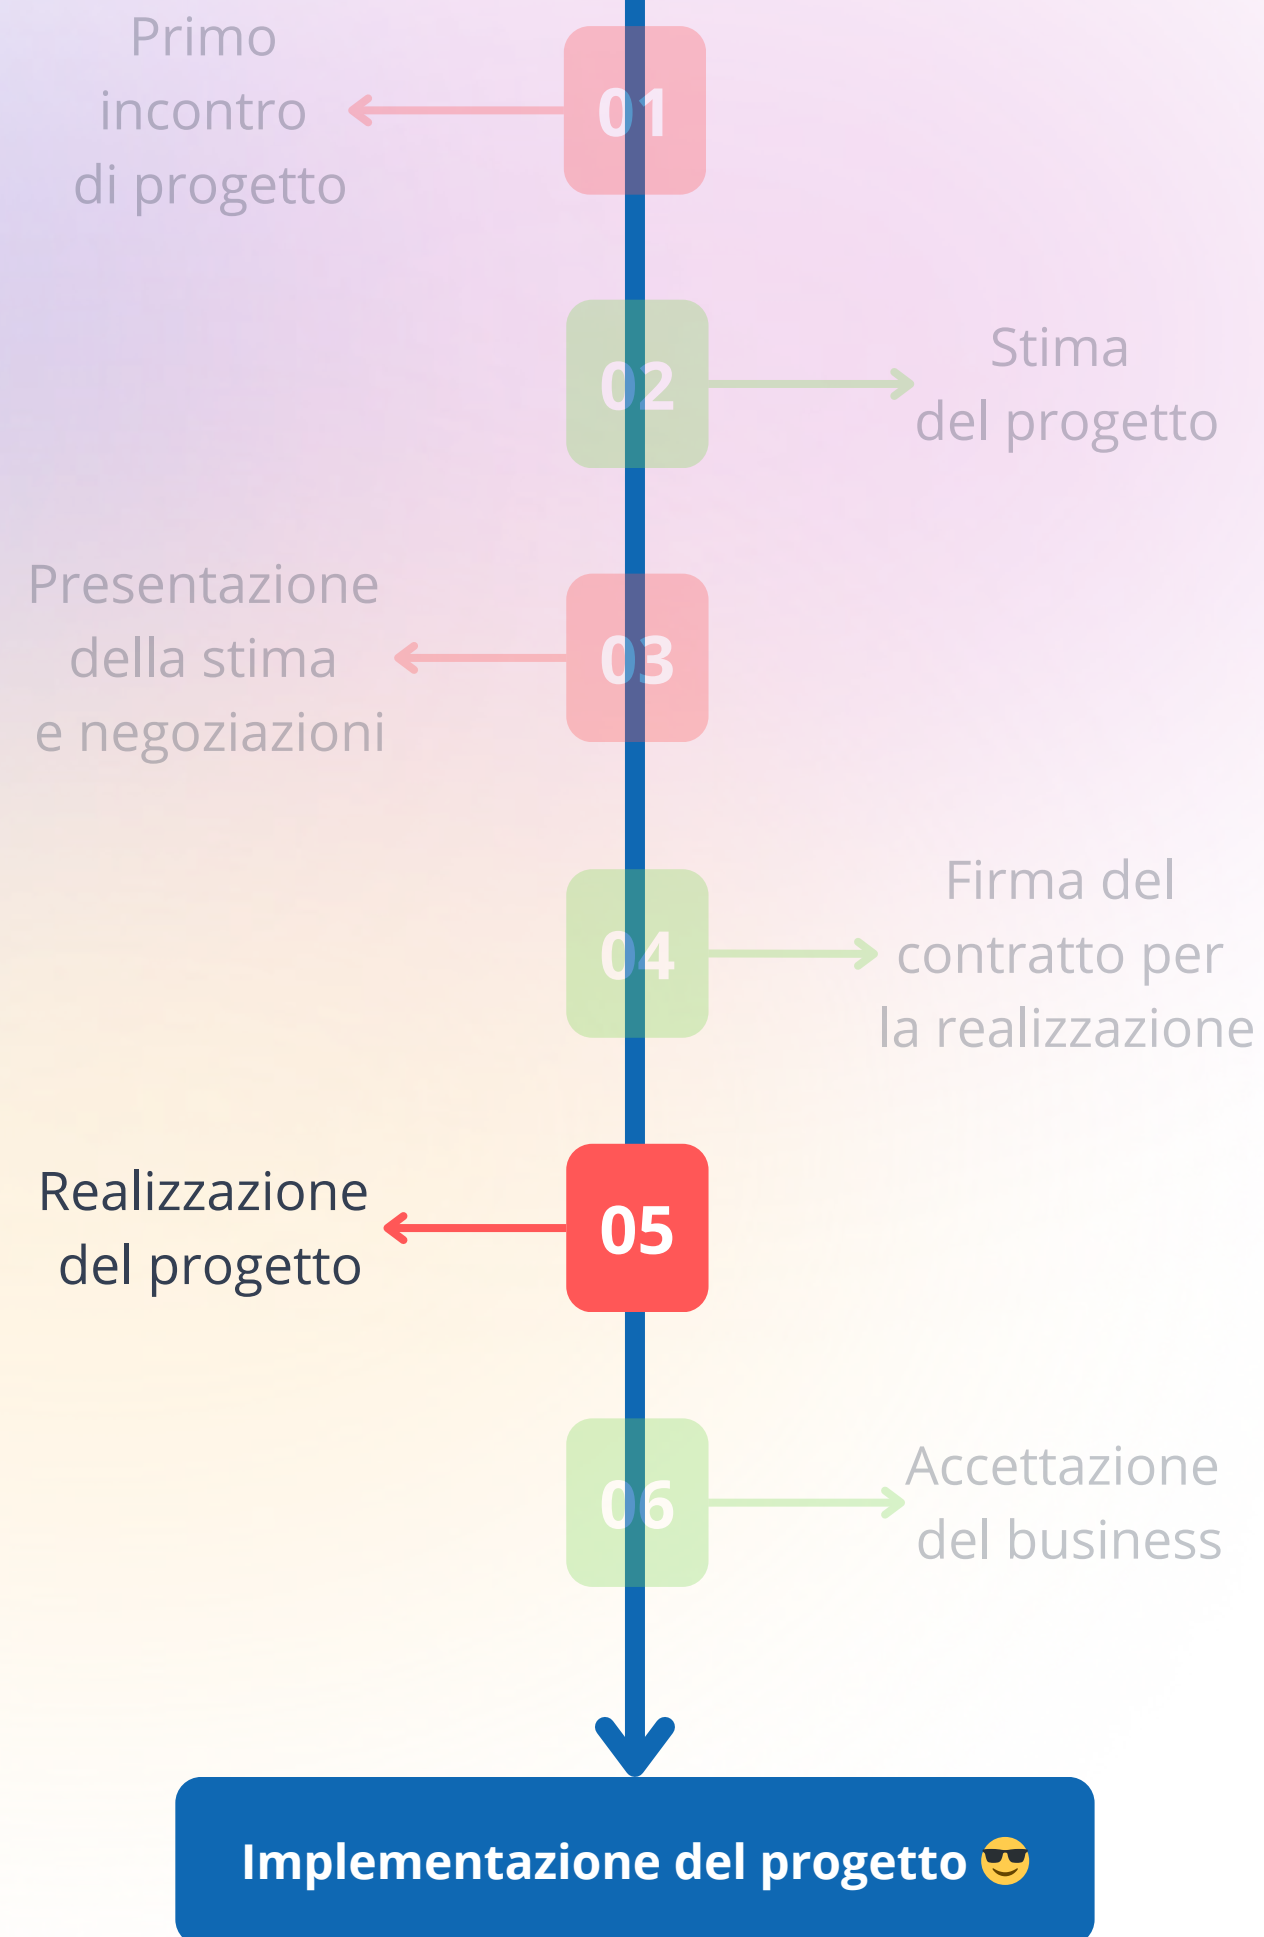 Primo
incontro
di progetto
01
02
Stima
del progetto
Presentazione
della stima
e negoziazioni
03
04
Firma del
contratto per
la realizzazione
Realizzazione
del progetto
05
06
Accettazione
del business
Implementazione del progetto 😎